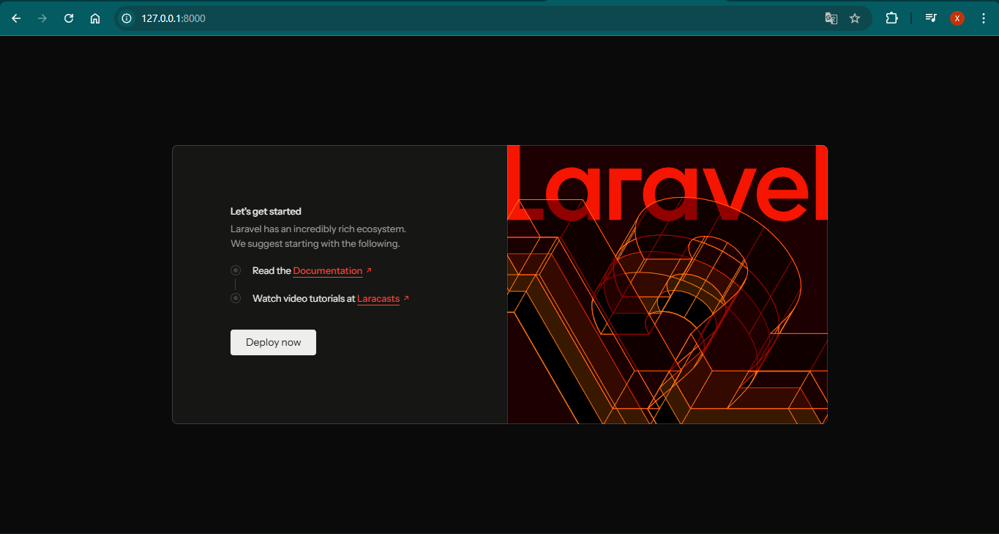 127.0.0.1:8000
X
Laravel
Let's get started
Laravel has an incredibly rich ecosystem.
We suggest starting with the following.
Read the Documentation
Watch video tutorials at Laracasts
Deploy now